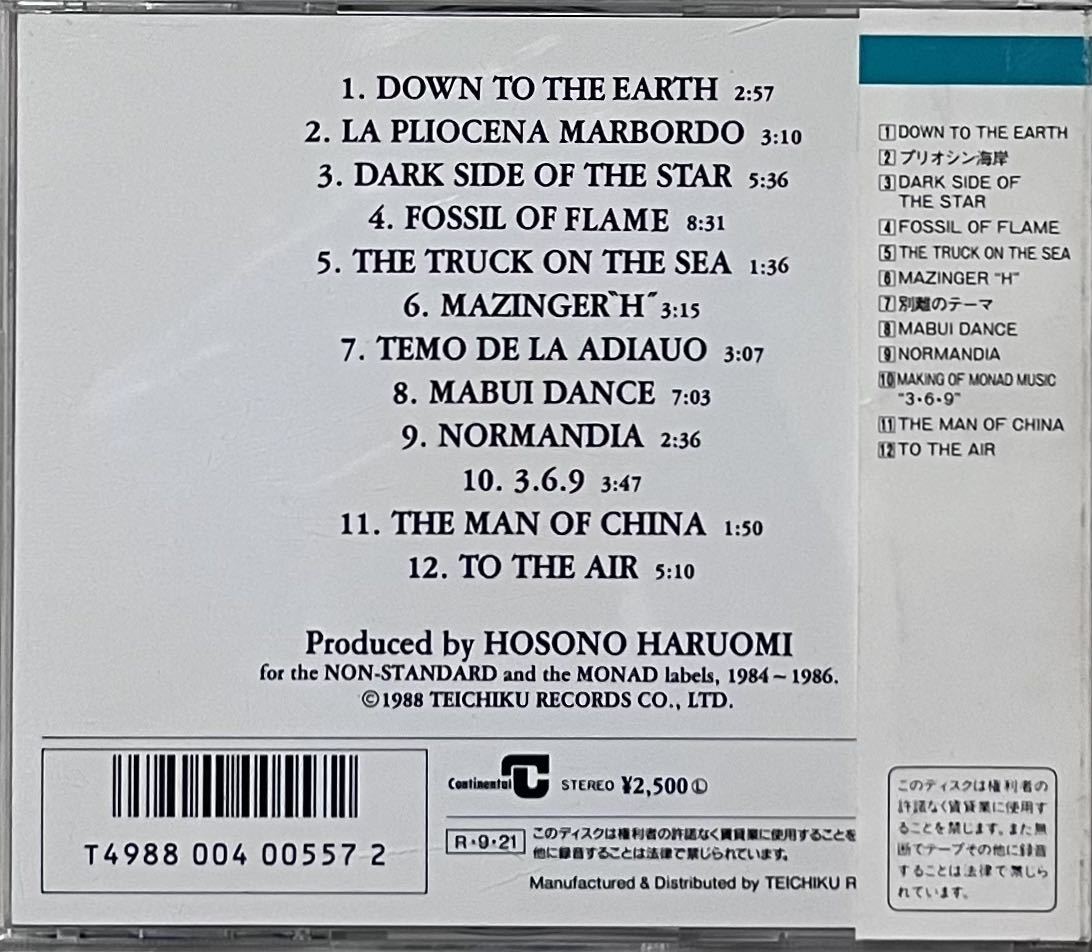 1. DOWN TO THE EARTH 2:57
2. LA PLIOCENA MARBORDO 3:10
3. DARK SIDE OF THE STAR 5:36
4. FOSSIL OF FLAME 8:31
5. THE TRUCK ON THE SEA 1:36
6. MAZINGER〝H〞3:15
7. TEMO DE LA ADIAUO 3:07
8. MABUI DANCE 7:03
9. NORMANDIA 2:36
10. 3.6.9 3:47
11. THE MAN OF CHINA 1:50
12. TO THE AIR 5:10
Produced by HOSONO HARUOMI
for the NON-STANDARD and the MONAD labels, 1984~1986.
©1988 TEICHIKU RECORDS CO., LTD.
T4988 004 00557 2
Continental STEREO ¥2,500 Ⓛ
R・9・21
このディスクは権利者の許諾なく賃貸業に使用することを
他に録音することは法律で禁じられています。
Manufactured & Distributed by TEICHIKU R
1 DOWN TO THE EARTH
2 プリオシン海岸
3 DARK SIDE OF
THE STAR
4 FOSSIL OF FLAME
5 THE TRUCK ON THE SEA
6 MAZINGER “H”
7 別離のテーマ
8 MABUI DANCE
9 NORMANDIA
10 MAKING OF MONAD MUSIC
“3・6・9”
11 THE MAN OF CHINA
12 TO THE AIR
このディスクは権利者の
許諾なく賃貸業に使用す
ることを禁じます。また無
断でテープその他に録音
することは法律で禁じら
れています。